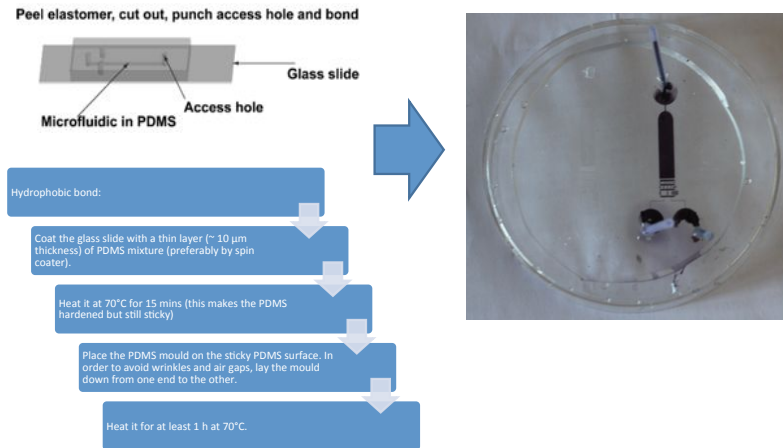 Peel elastomer, cut out, punch access hole and bond
Glass slide
Access hole
Microfluidic in PDMS
Hydrophobic bond:
Coat the glass slide with a thin layer (~ 10 μm
thickness) of PDMS mixture (preferably by spin
coater).
Heat it at 70°C for 15 mins (this makes the PDMS
hardened but still sticky)
Place the PDMS mould on the sticky PDMS surface. In
order to avoid wrinkles and air gaps, lay the mould
down from one end to the other.
Heat it for at least 1 h at 70°C.